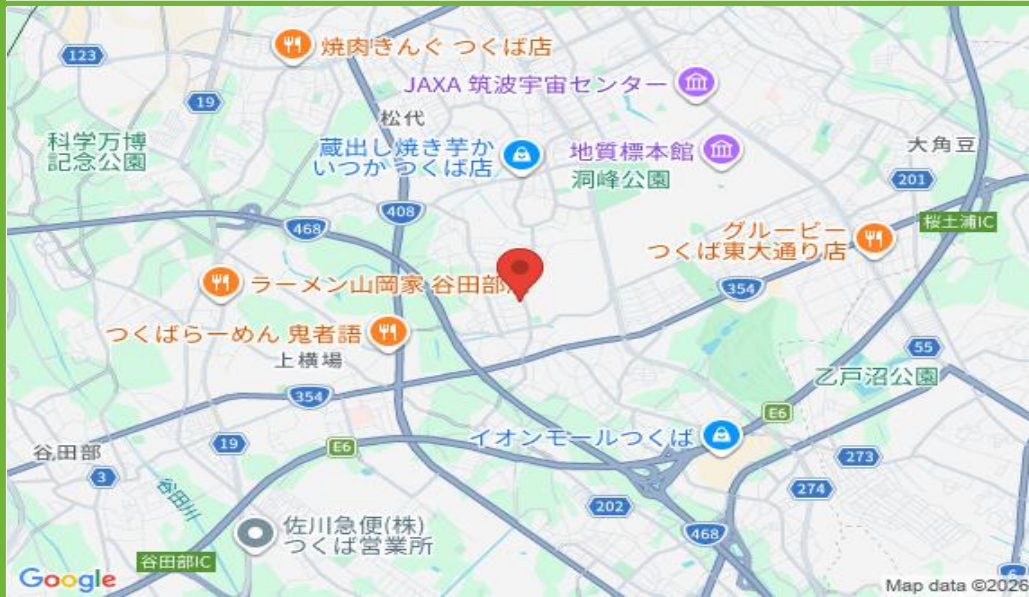 焼肉きんぐ つくば店
123
JAXA 筑波宇宙センター
19
松代
科学万博
記念公園
蔵出し焼き芋か
いつか つくば店
地質標本館
洞峰公園
大角豆
201
408
468
グルービー
つくば東大通り店
桜土浦IC
ラーメン山岡家 谷田部
354
つくばらーめん 鬼者語
上横場
55
乙戸沼公園
354
E6
谷田部
19
E6
イオンモールつくば
273
3
274
谷田川
202
佐川急便(株)
つくば営業所
468
谷田部IC
6
Google
Map data ©2026